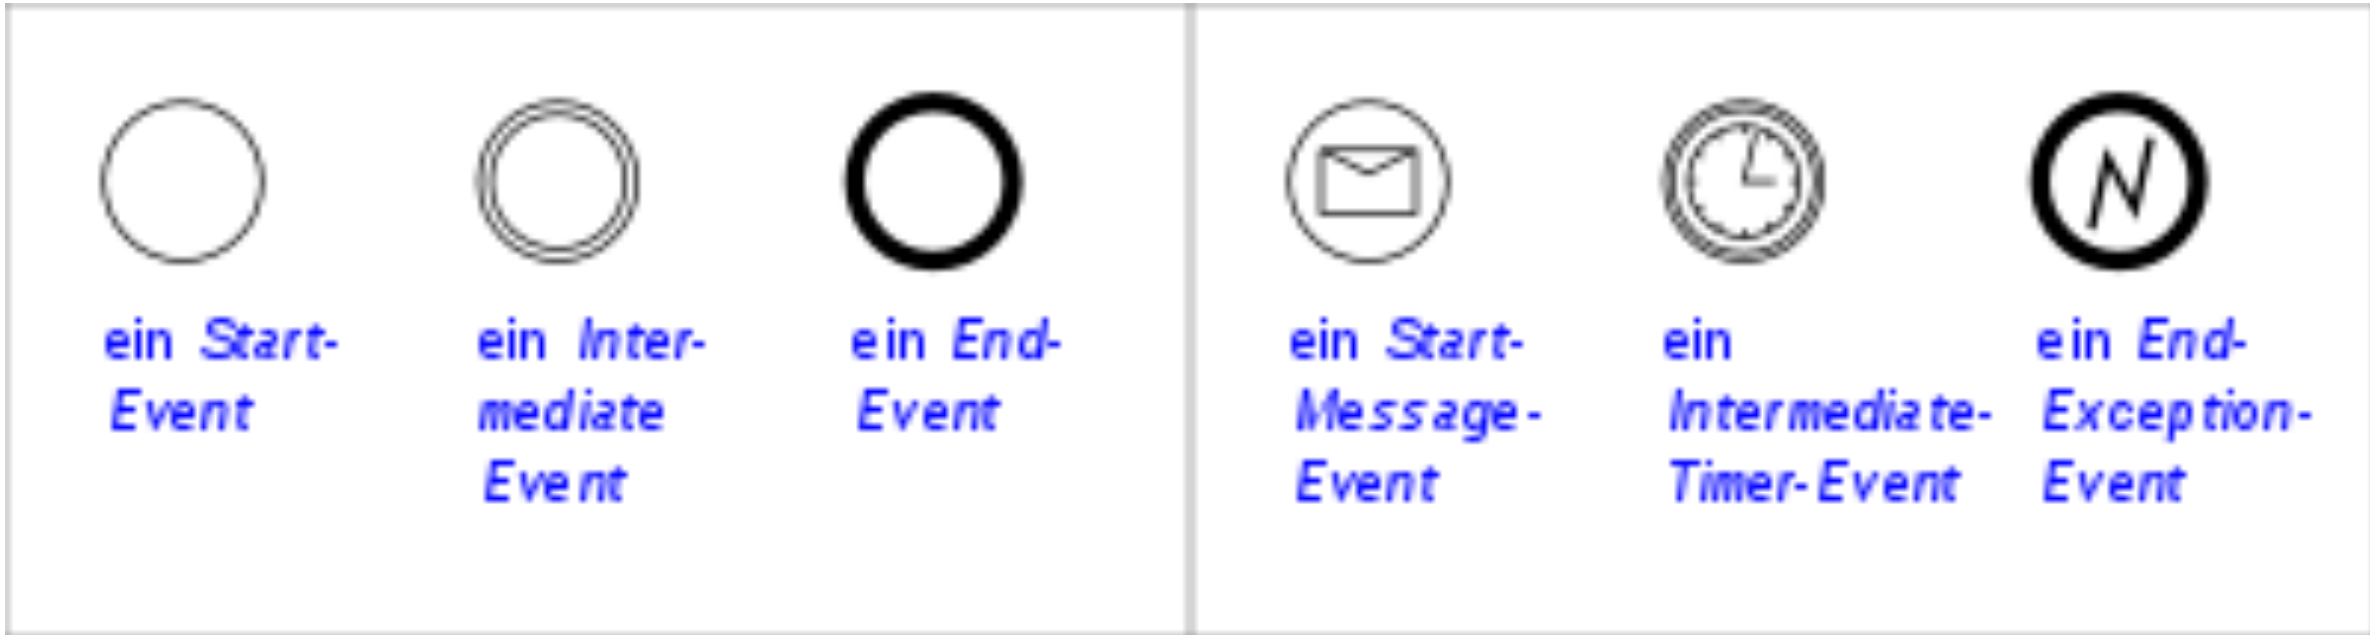 ein Start-
Event
ein Inter-
mediate
Event
ein End-
Event
ein Start-
Message-
Event
ein
Intermediate-
Timer-Event
ein End-
Exception-
Event